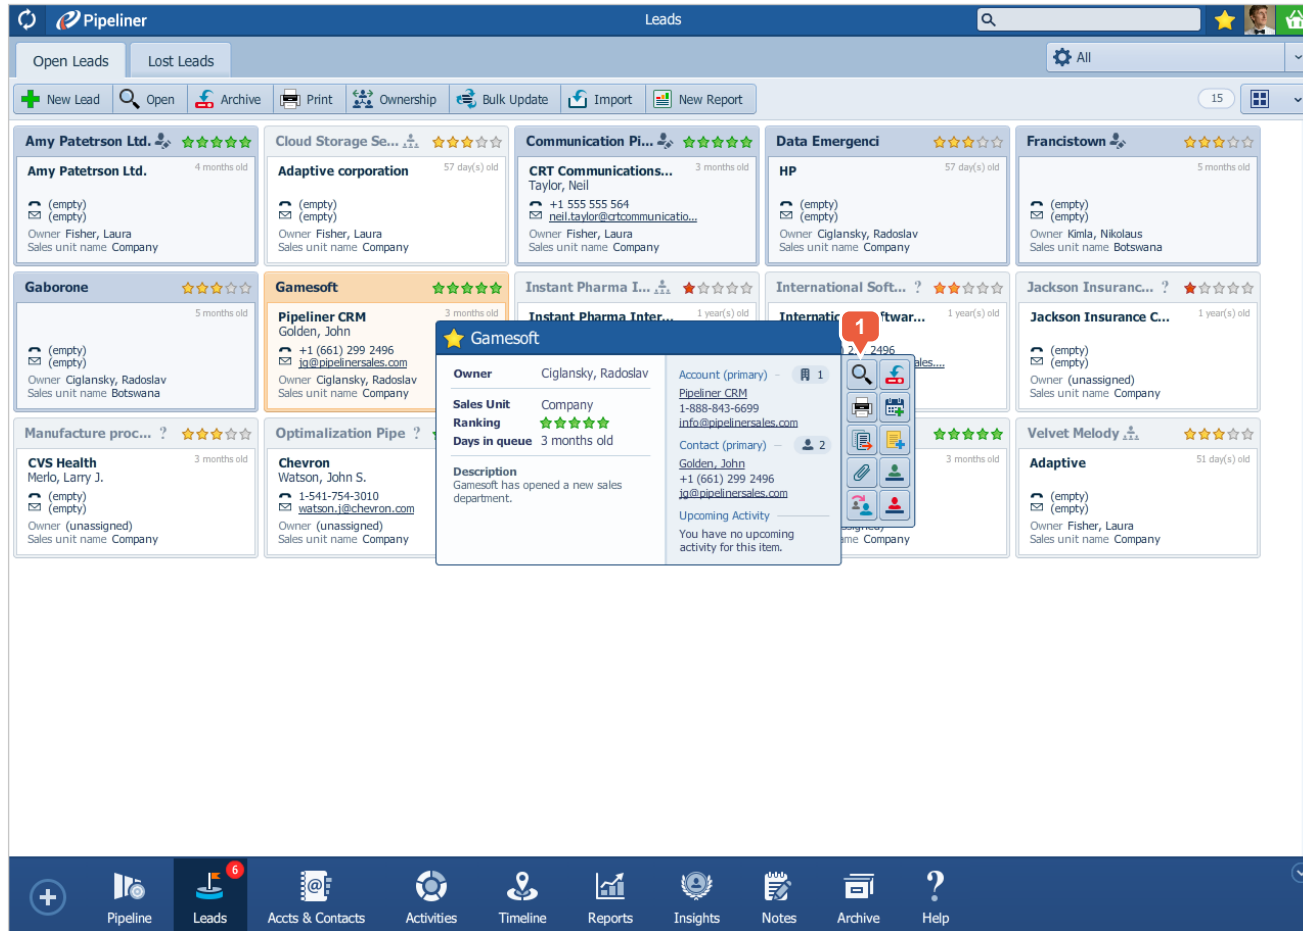 Pipeliner
Leads
Open Leads
Lost Leads
All
New Lead
Open
Archive
Print
Ownership
Bulk Update
Import
New Report
15
Amy Patetrson Ltd.
Amy Patetrson Ltd.
4 months old
(empty)
(empty)
Owner Fisher, Laura
Sales unit name Company
Cloud Storage Se...
Adaptive corporation
57 day(s) old
(empty)
(empty)
Owner Fisher, Laura
Sales unit name Company
Communication Pi...
CRT Communications...
3 months old
Taylor, Neil
+1 555 555 564
neil.taylor@crtcommunicatio...
Owner Fisher, Laura
Sales unit name Company
Data Emergenci
HP
57 day(s) old
(empty)
(empty)
Owner Ciglansky, Radoslav
Sales unit name Company
Francistown
5 months old
(empty)
(empty)
Owner Kimla, Nikolaus
Sales unit name Botswana
Gaborone
5 months old
(empty)
(empty)
Owner Ciglansky, Radoslav
Sales unit name Botswana
Gamesoft
Pipeliner CRM
3 months old
Golden, John
+1 (661) 299 2496
jg@pipelinersales.com
Owner Ciglansky, Radoslav
Sales unit name Company
Instant Pharma I...
Instant Pharma Inter...
1 year(s) old
International Soft... ?
1 year(s) old
2496
ales....
Jackson Insuranc... ?
Jackson Insurance C...
1 year(s) old
(empty)
(empty)
Owner (unassigned)
Sales unit name Company
1
Gamesoft
Owner Ciglansky, Radoslav
Sales Unit Company
Ranking
Days in queue 3 months old
Description
Gamesoft has opened a new sales
department.
Account (primary)
1
Pipeliner CRM
1-888-843-6699
info@pipelinersales.com
Contact (primary)
2
Golden, John
+1 (661) 299 2496
jg@pipelinersales.com
Upcoming Activity
You have no upcoming
activity for this item.
Manufacture proc... ?
CVS Health
3 months old
Merlo, Larry J.
(empty)
(empty)
Owner (unassigned)
Sales unit name Company
Optimalization Pipe ?
Chevron
Watson, John S.
1-541-754-3010
watson.j@chevron.com
Owner (unassigned)
Sales unit name Company
3 months old
Company
Velvet Melody
Adaptive
51 day(s) old
(empty)
(empty)
Owner Fisher, Laura
Sales unit name Company
6
Pipeline
Leads
Accts & Contacts
Activities
Timeline
Reports
Insights
Notes
Archive
Help